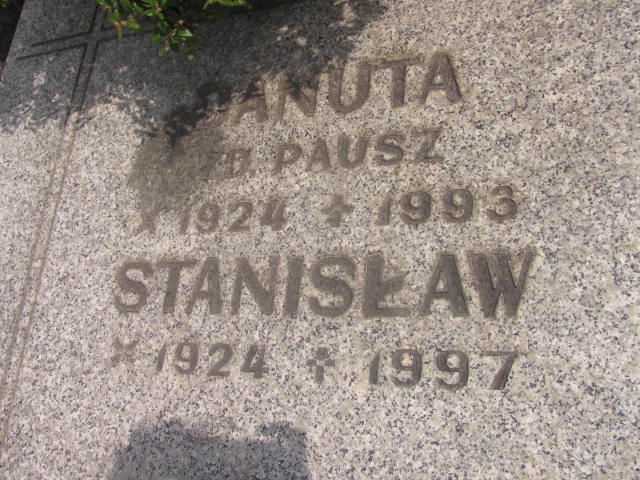 DANUTA
ZD. PAUSZ
* 1924 + 1993
STANISŁAW
* 1924 + 1997